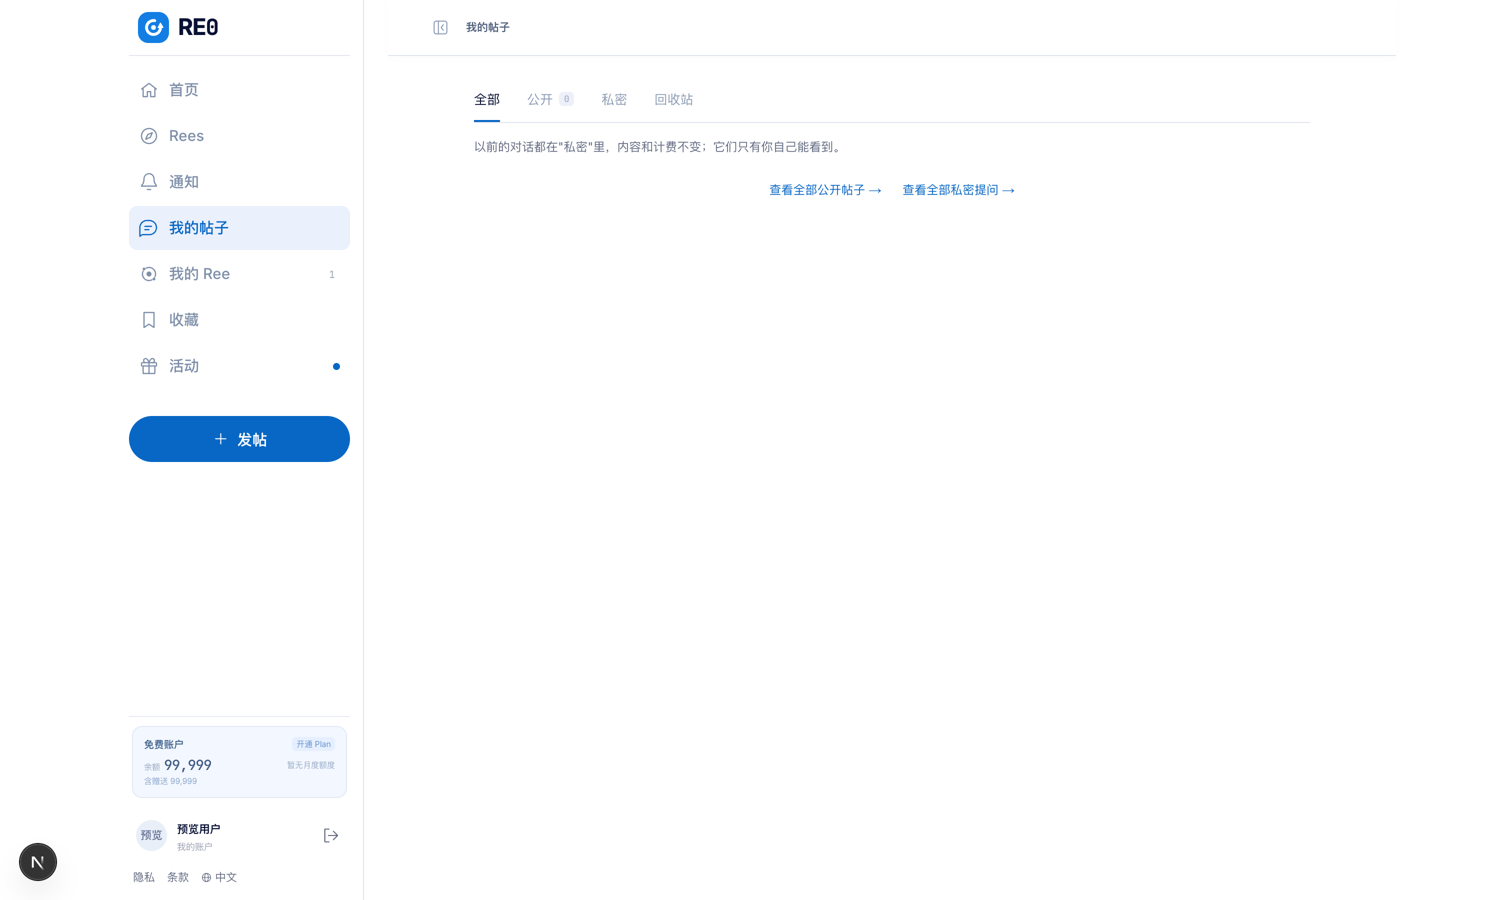 RE0
首页
Rees
通知
我的帖子
我的 Ree 1
收藏
活动
发帖
免费账户 开通 Plan
余额 99,999 暂无月度额度
含赠送 99,999
预览 预览用户
我的账户
N
隐私 条款 中文
我的帖子
全部 公开 0 私密 回收站
以前的对话都在"私密"里，内容和计费不变；它们只有你自己能看到。
查看全部公开帖子 → 查看全部私密提问 →